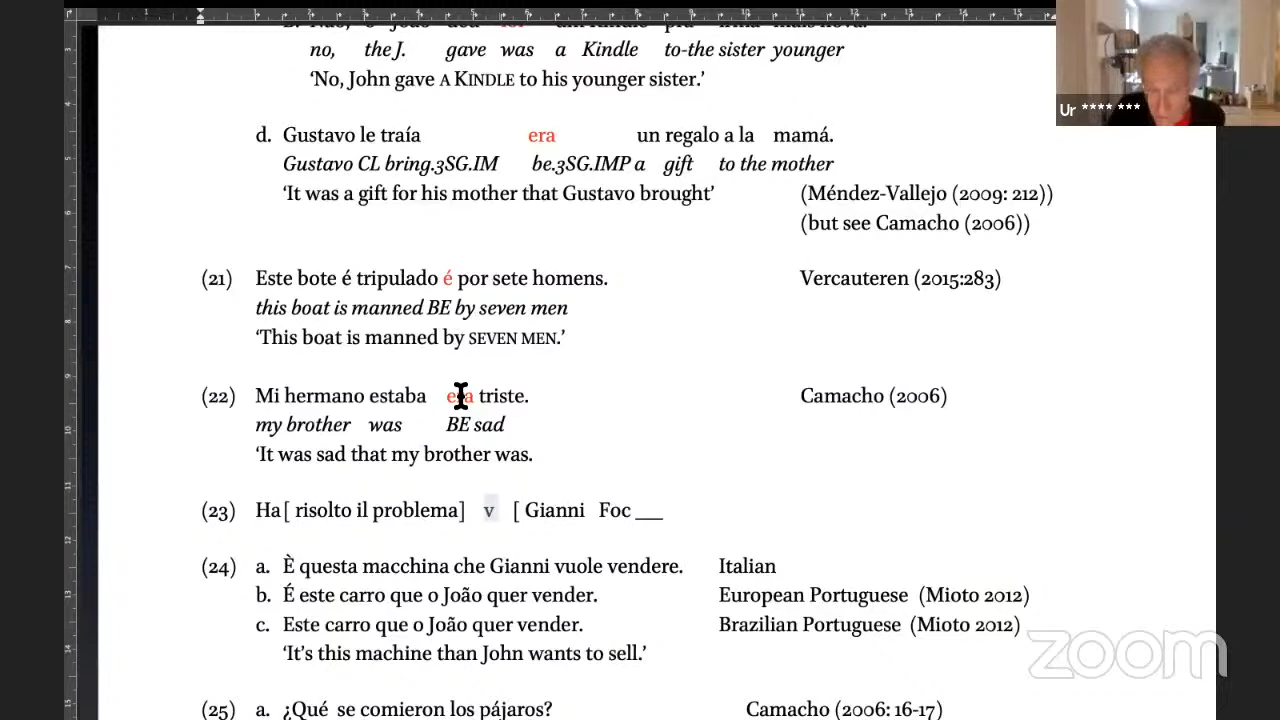 no, the J. gave was a Kindle to-the sister younger
‘No, John gave A KINDLE to his younger sister.’
d. Gustavo le traía era un regalo a la mamá.
Gustavo CL bring.3SG.IM be.3SG.IMP a gift to the mother
‘It was a gift for his mother that Gustavo brought’ (Méndez-Vallejo (2009: 212))
(but see Camacho (2006))
(21) Este bote é tripulado é por sete homens. Vercauteren (2015:283)
this boat is manned BE by seven men
‘This boat is manned by SEVEN MEN.’
(22) Mi hermano estaba era triste. Camacho (2006)
my brother was BE sad
‘It was sad that my brother was.
(23) Ha[ risolto il problema] v [ Gianni Foc ___
(24) a. È questa macchina che Gianni vuole vendere. Italian
b. É este carro que o João quer vender. European Portuguese (Mioto 2012)
c. Este carro que o João quer vender. Brazilian Portuguese (Mioto 2012)
‘It's this machine than John wants to sell.’
(25) a. ¿Qué se comieron los pájaros? Camacho (2006: 16-17)
Ur **** ***
zoom